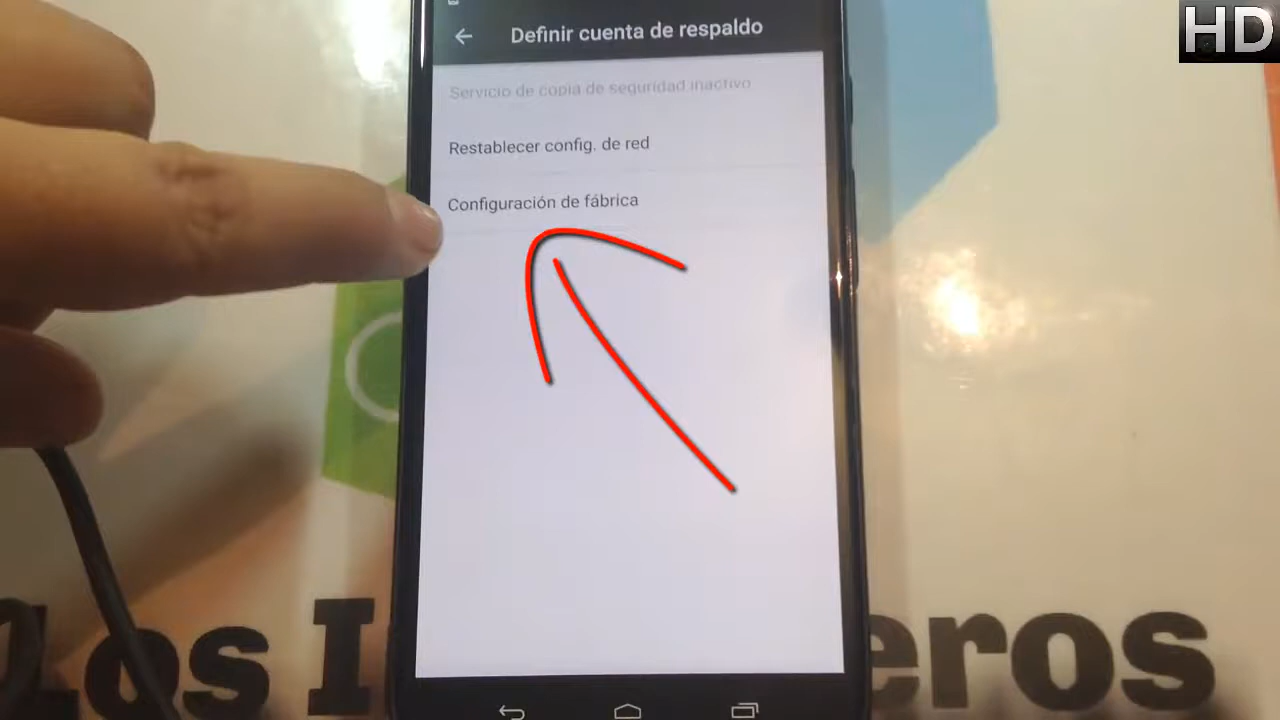 HD
Definir cuenta de respaldo
Servicio de copia de seguridad inactivo
Restablecer config. de red
Configuración de fábrica
Los I eros